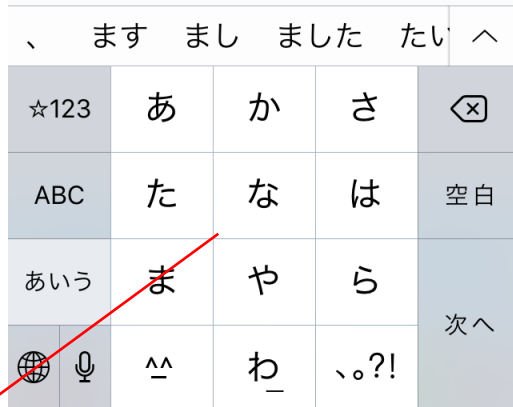 、 ます まし ました たい
☆123 あ か さ
ABC た な は 空白
あいう ま や ら
次へ
^^ わ_ 、。?!